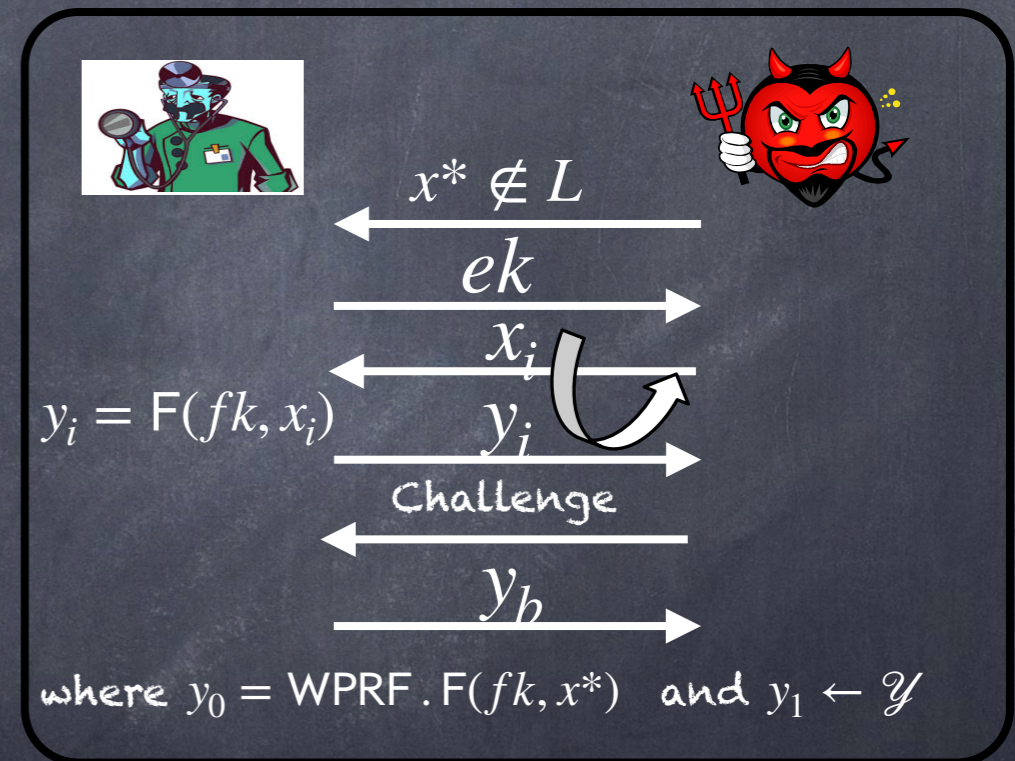 x* ∉ L
ek
x_i
y_i = F(fk, x_i)
y_i
Challenge
y_b
where y_0 = WPRF . F(fk, x*) and y_1 ← 𝒴